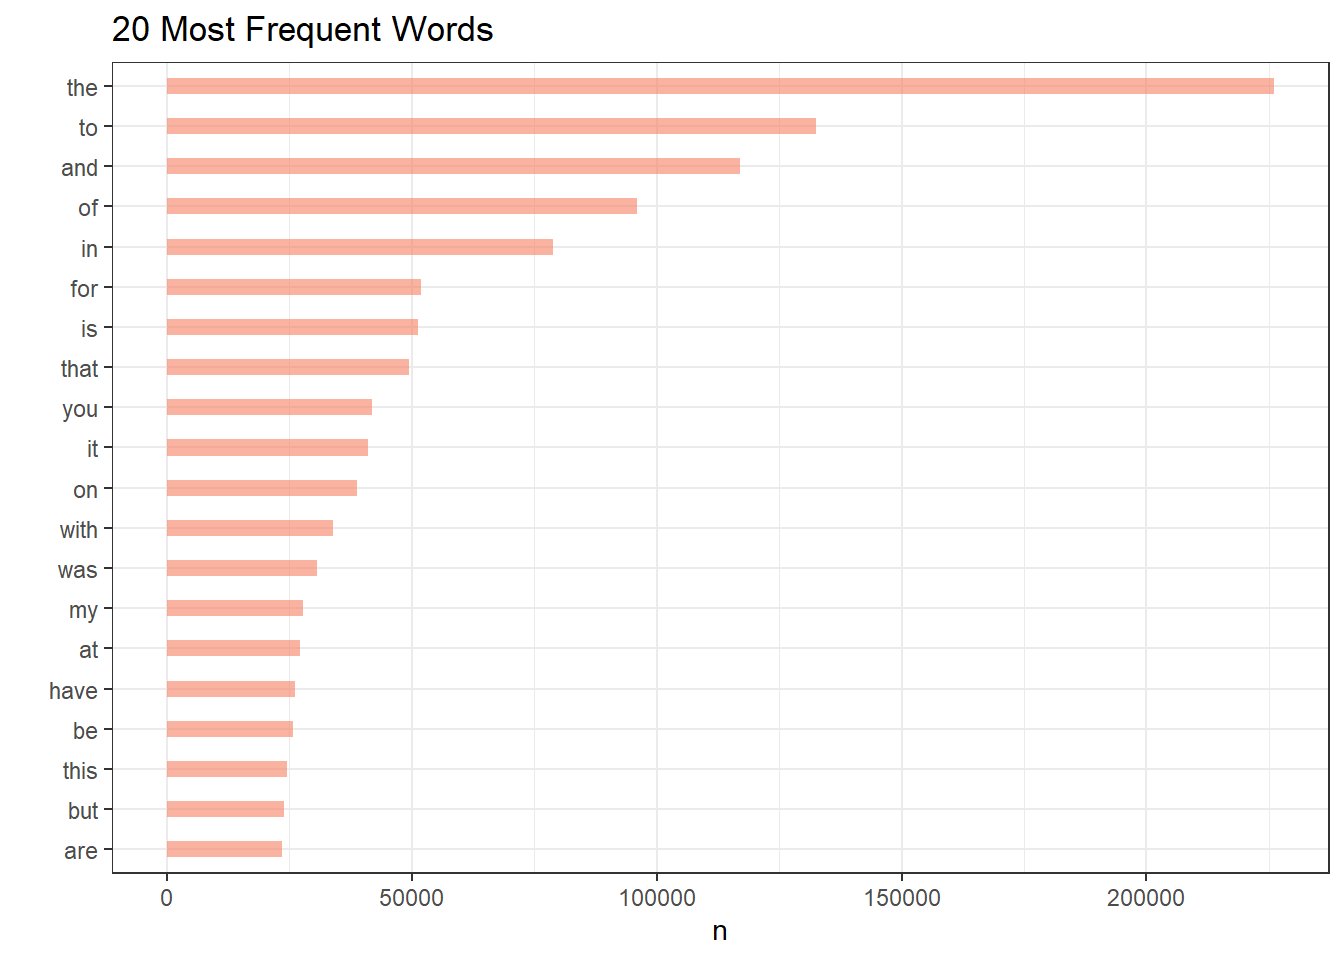 20 Most Frequent Words
the
to
and
of
in
for
is
that
you
it
on
with
was
my
at
have
be
this
but
are
0 50000 100000 150000 200000
n